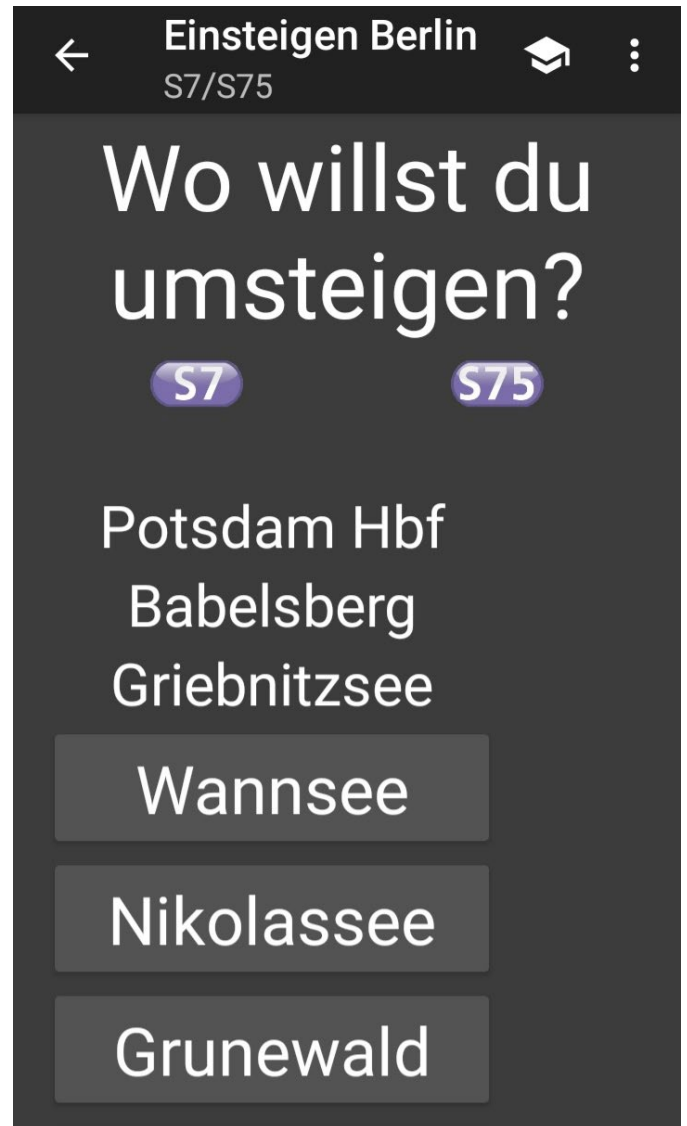 Einsteigen Berlin
S7/S75
Wo willst du
umsteigen?
S7 S75
Potsdam Hbf
Babelsberg
Griebnitzsee
Wannsee
Nikolassee
Grunewald